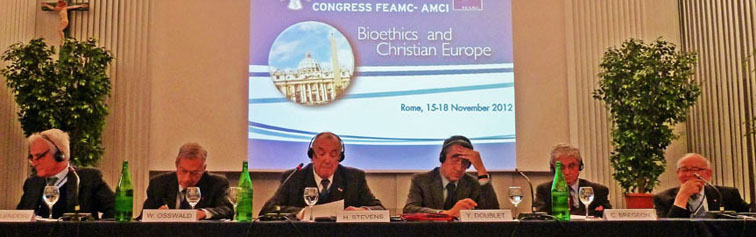 CONGRESS FEAMC- AMCI
Bioethics and
Christian Europe
Rome, 15-18 November 2012
W. OSSWALD
H. STEVENS
Y. DOUBLET
C. BREGEON